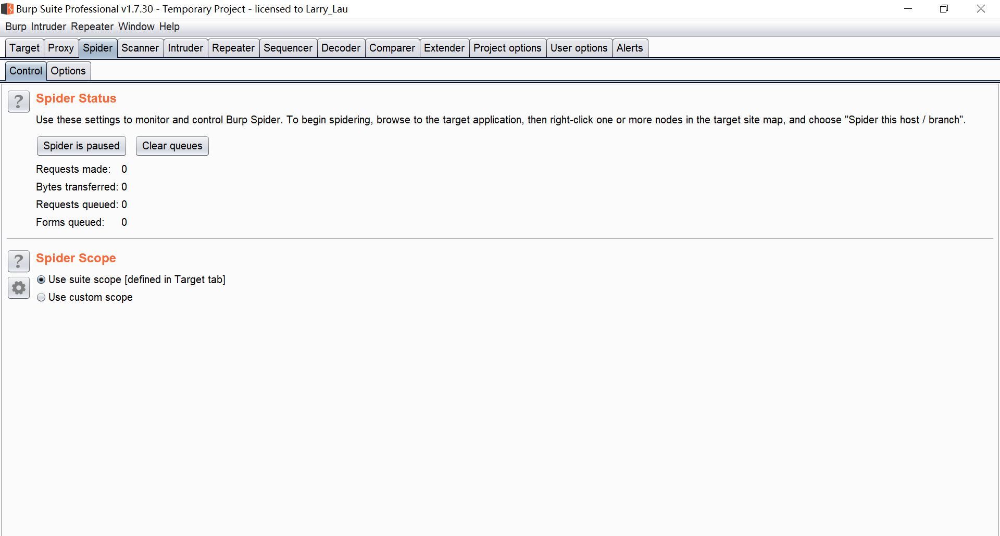 Burp Suite Professional v1.7.30 - Temporary Project - licensed to Larry_Lau
Burp Intruder Repeater Window Help
Target Proxy Spider Scanner Intruder Repeater Sequencer Decoder Comparer Extender Project options User options Alerts
Control Options
? Spider Status
Use these settings to monitor and control Burp Spider. To begin spidering, browse to the target application, then right-click one or more nodes in the target site map, and choose "Spider this host / branch".
Spider is paused Clear queues
Requests made: 0
Bytes transferred: 0
Requests queued: 0
Forms queued: 0
? Spider Scope
Use suite scope [defined in Target tab]
Use custom scope